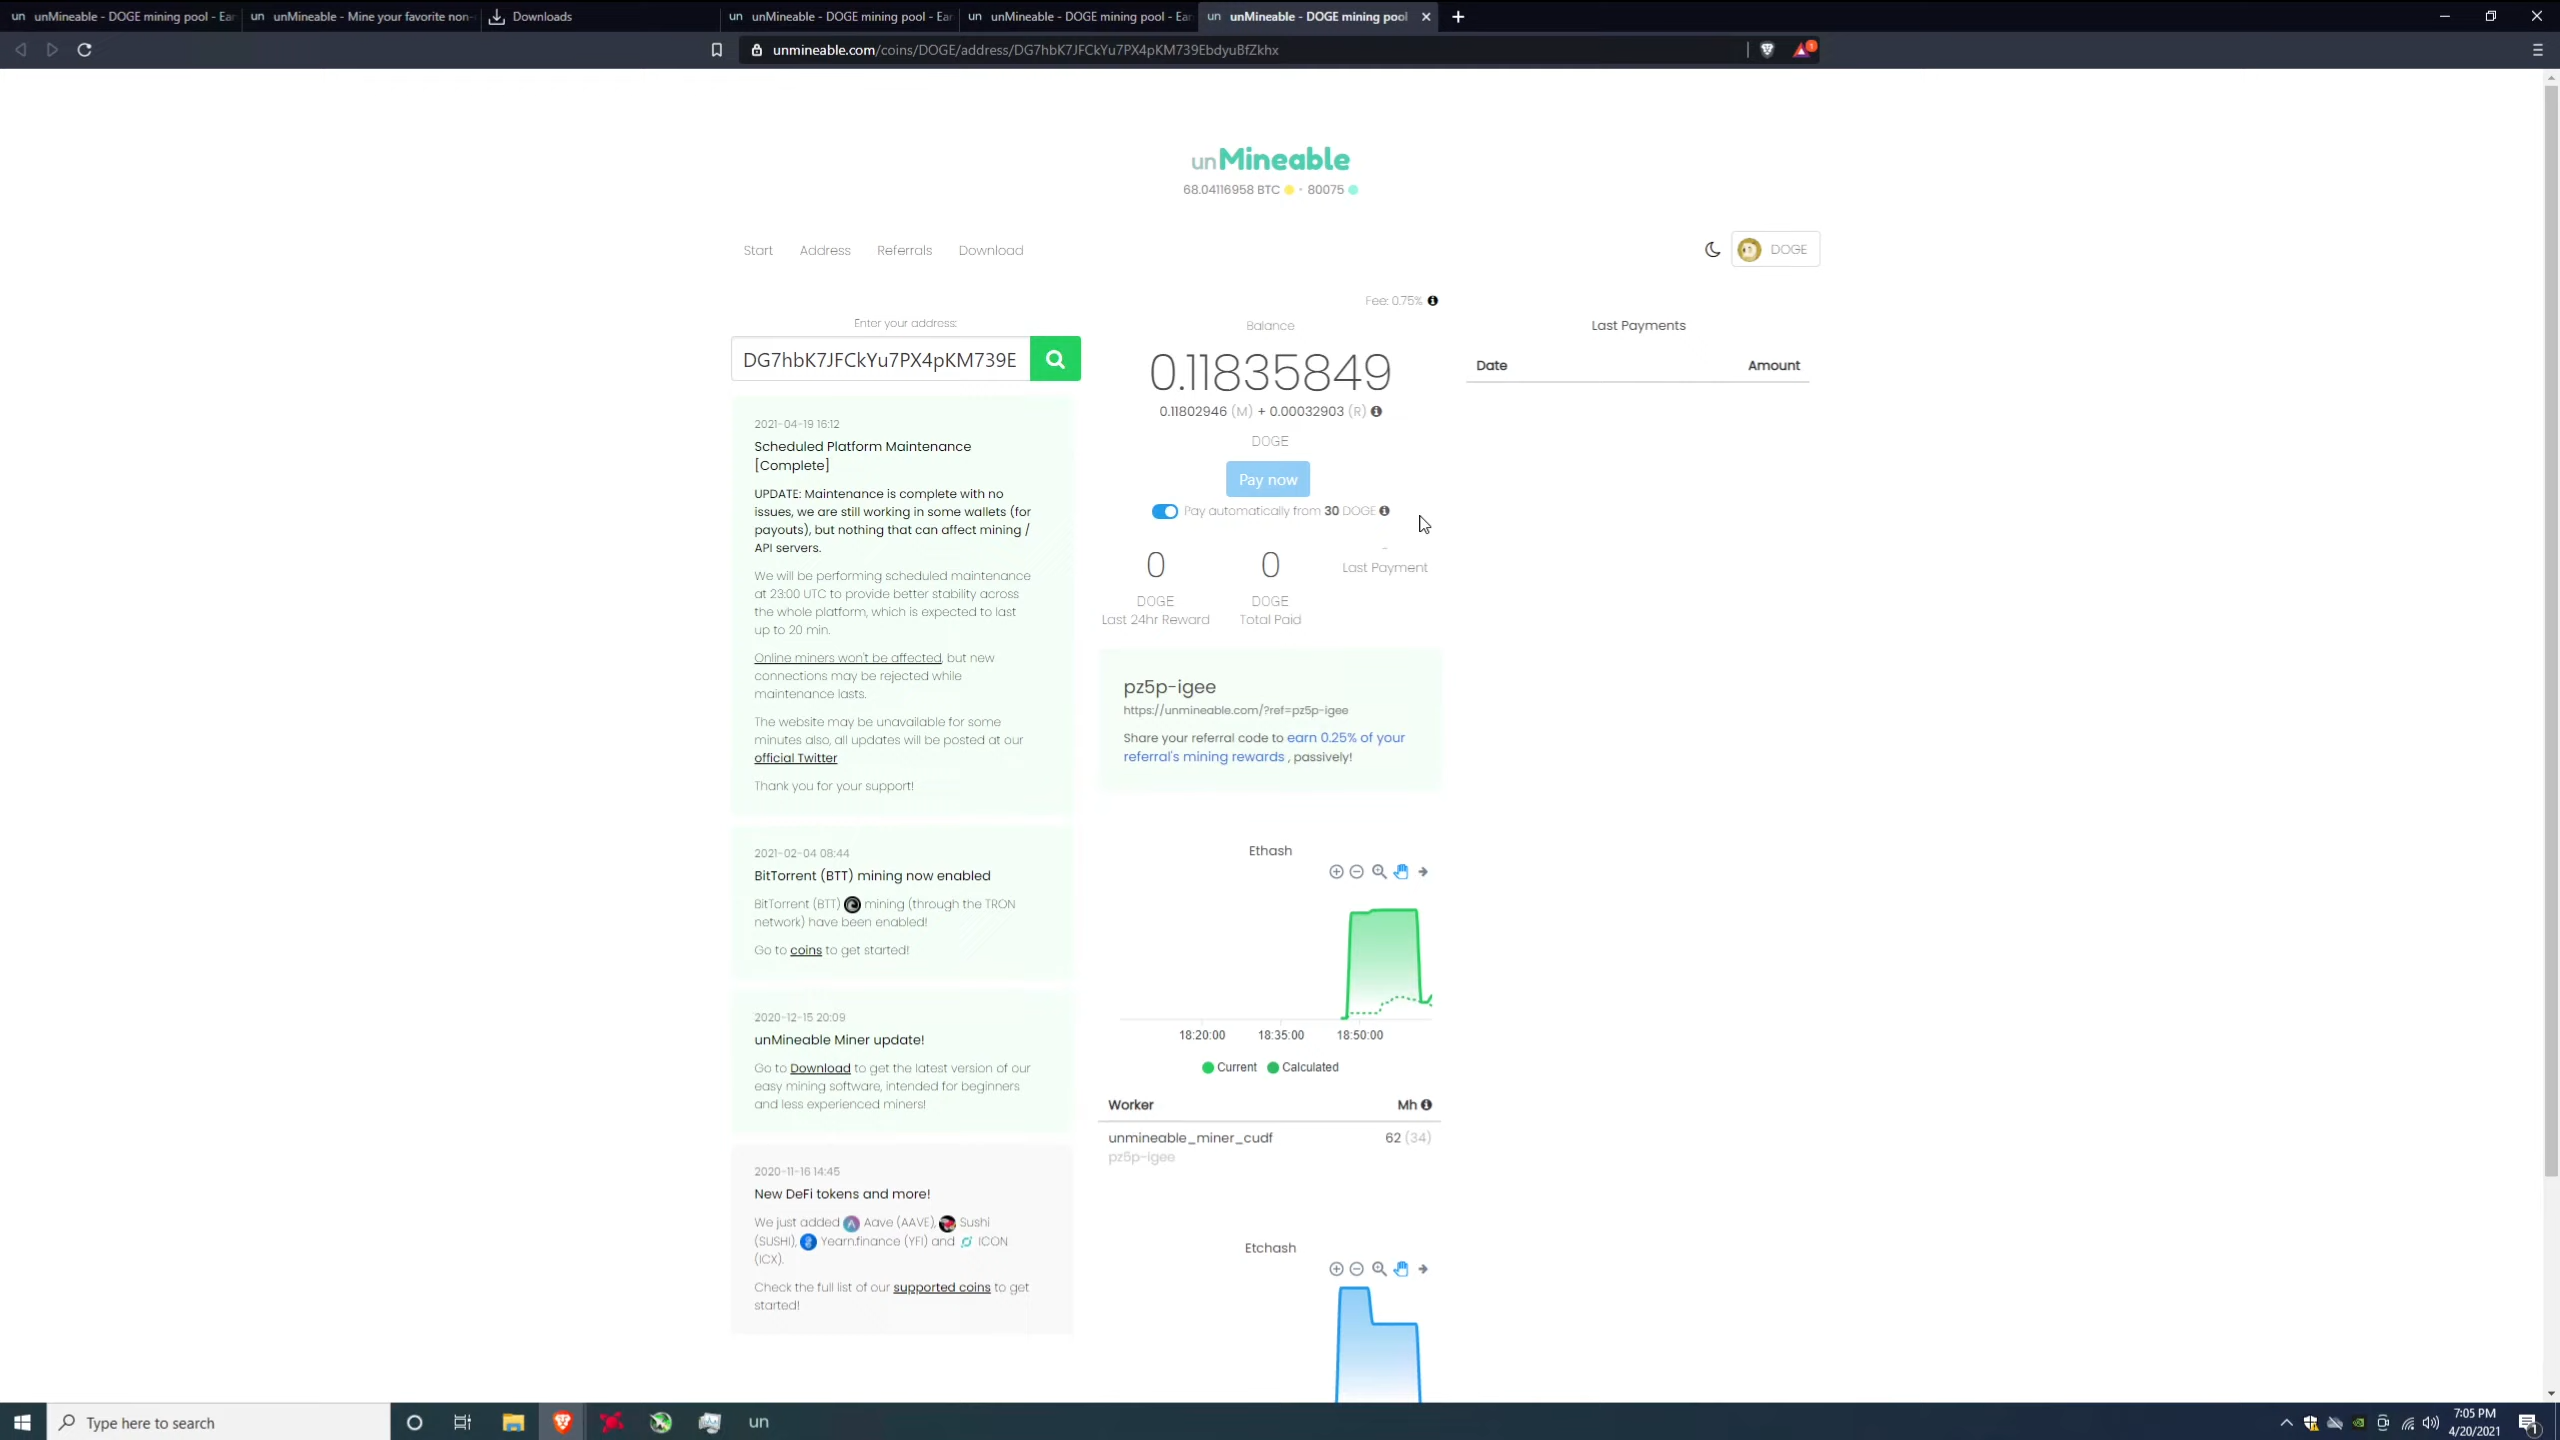 un unMineable - DOGE mining pool - Ear
un unMineable - Mine your favorite non-
Downloads
un unMineable - DOGE mining pool - Ear
un unMineable - DOGE mining pool - Ear
un unMineable - DOGE mining pool
unmineable.com/coins/DOGE/address/DG7hbK7JFCkYu7PX4pKM739EbdyuBfZkhx
1
unMineable
68.04116958 BTC · 80075
Start Address Referrals Download
DOGE
Enter your address:
DG7hbK7JFCkYu7PX4pKM739E
2021-04-19 16:12
Scheduled Platform Maintenance
[Complete]
UPDATE: Maintenance is complete with no
issues, we are still working in some wallets (for
payouts), but nothing that can affect mining /
API servers.
We will be performing scheduled maintenance
at 23:00 UTC to provide better stability across
the whole platform, which is expected to last
up to 20 min.
Online miners won't be affected, but new
connections may be rejected while
maintenance lasts.
The website may be unavailable for some
minutes also, all updates will be posted at our
official Twitter
Thank you for your support!
2021-02-04 08:44
BitTorrent (BTT) mining now enabled
BitTorrent (BTT) mining (through the TRON
network) have been enabled!
Go to coins to get started!
2020-12-15 20:09
unMineable Miner update!
Go to Download to get the latest version of our
easy mining software, intended for beginners
and less experienced miners!
2020-11-16 14:45
New DeFi tokens and more!
We just added Aave (AAVE), Sushi
(SUSHI), Yearn.finance (YFI) and ICON
(ICX).
Check the full list of our supported coins to get
started!
Fee: 0.75%
Balance
0.11835849
0.11802946 (M) + 0.00032903 (R)
DOGE
Pay now
Pay automatically from 30 DOGE
0 0 -
DOGE DOGE Last Payment
Last 24hr Reward Total Paid
pz5p-igee
https://unmineable.com/?ref=pz5p-igee
Share your referral code to earn 0.25% of your
referral's mining rewards , passively!
Ethash
18:20:00 18:35:00 18:50:00
Current Calculated
Worker Mh
unmineable_miner_cudf 62 (34)
pz5p-igee
Etchash
Last Payments
Date Amount
Type here to search
un
7:05 PM
4/20/2021
1